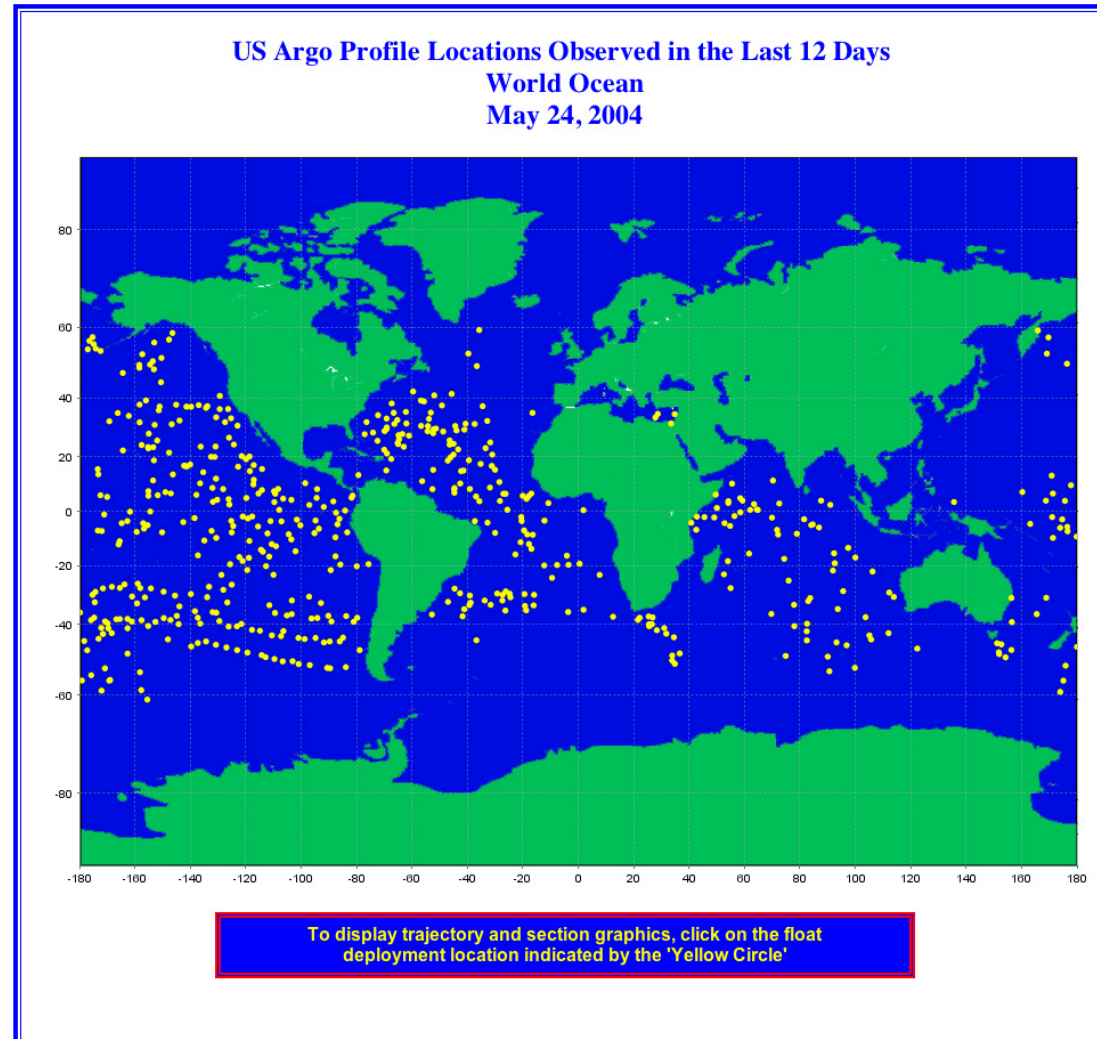 US Argo Profile Locations Observed in the Last 12 Days
World Ocean
May 24, 2004
80
60
40
20
0
-20
-40
-60
-80
-180 -160 -140 -120 -100 -80 -60 -40 -20 0 20 40 60 80 100 120 140 160 180
To display trajectory and section graphics, click on the float
deployment location indicated by the 'Yellow Circle'